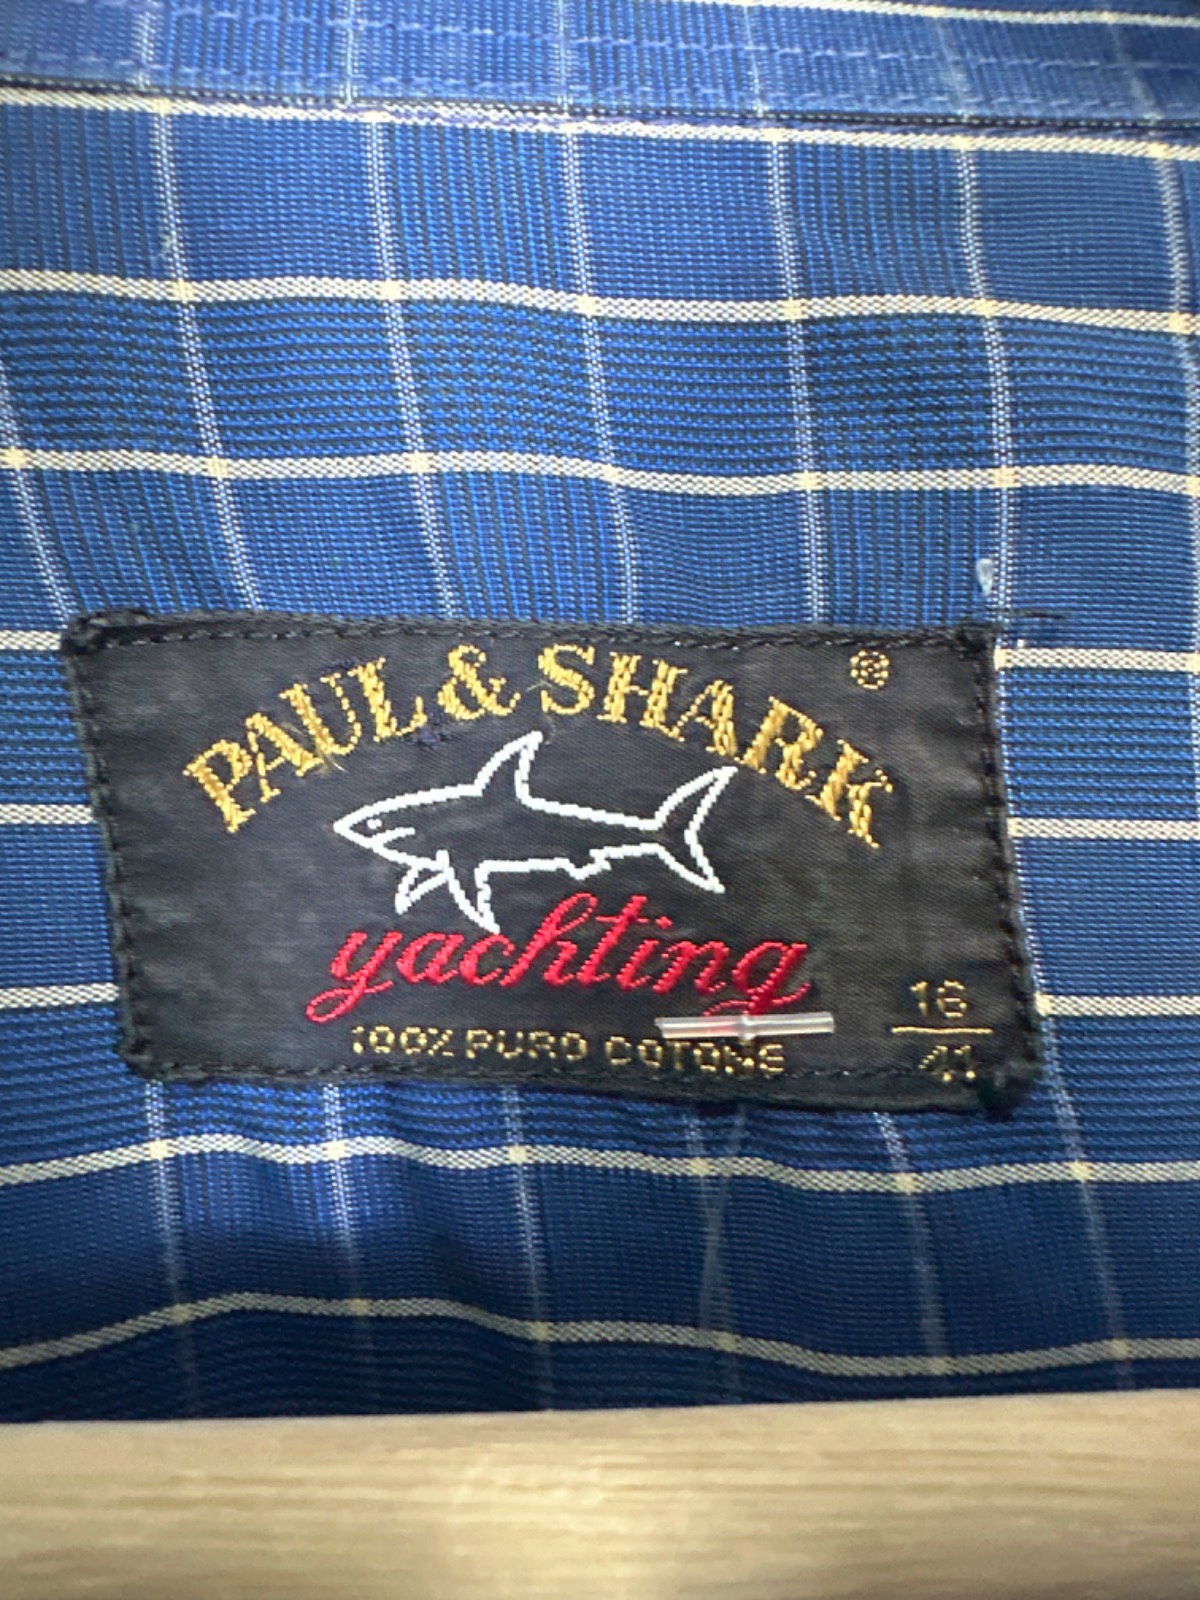 PAUL & SHARK ®
yachting
100% PURO COTONE
16
41